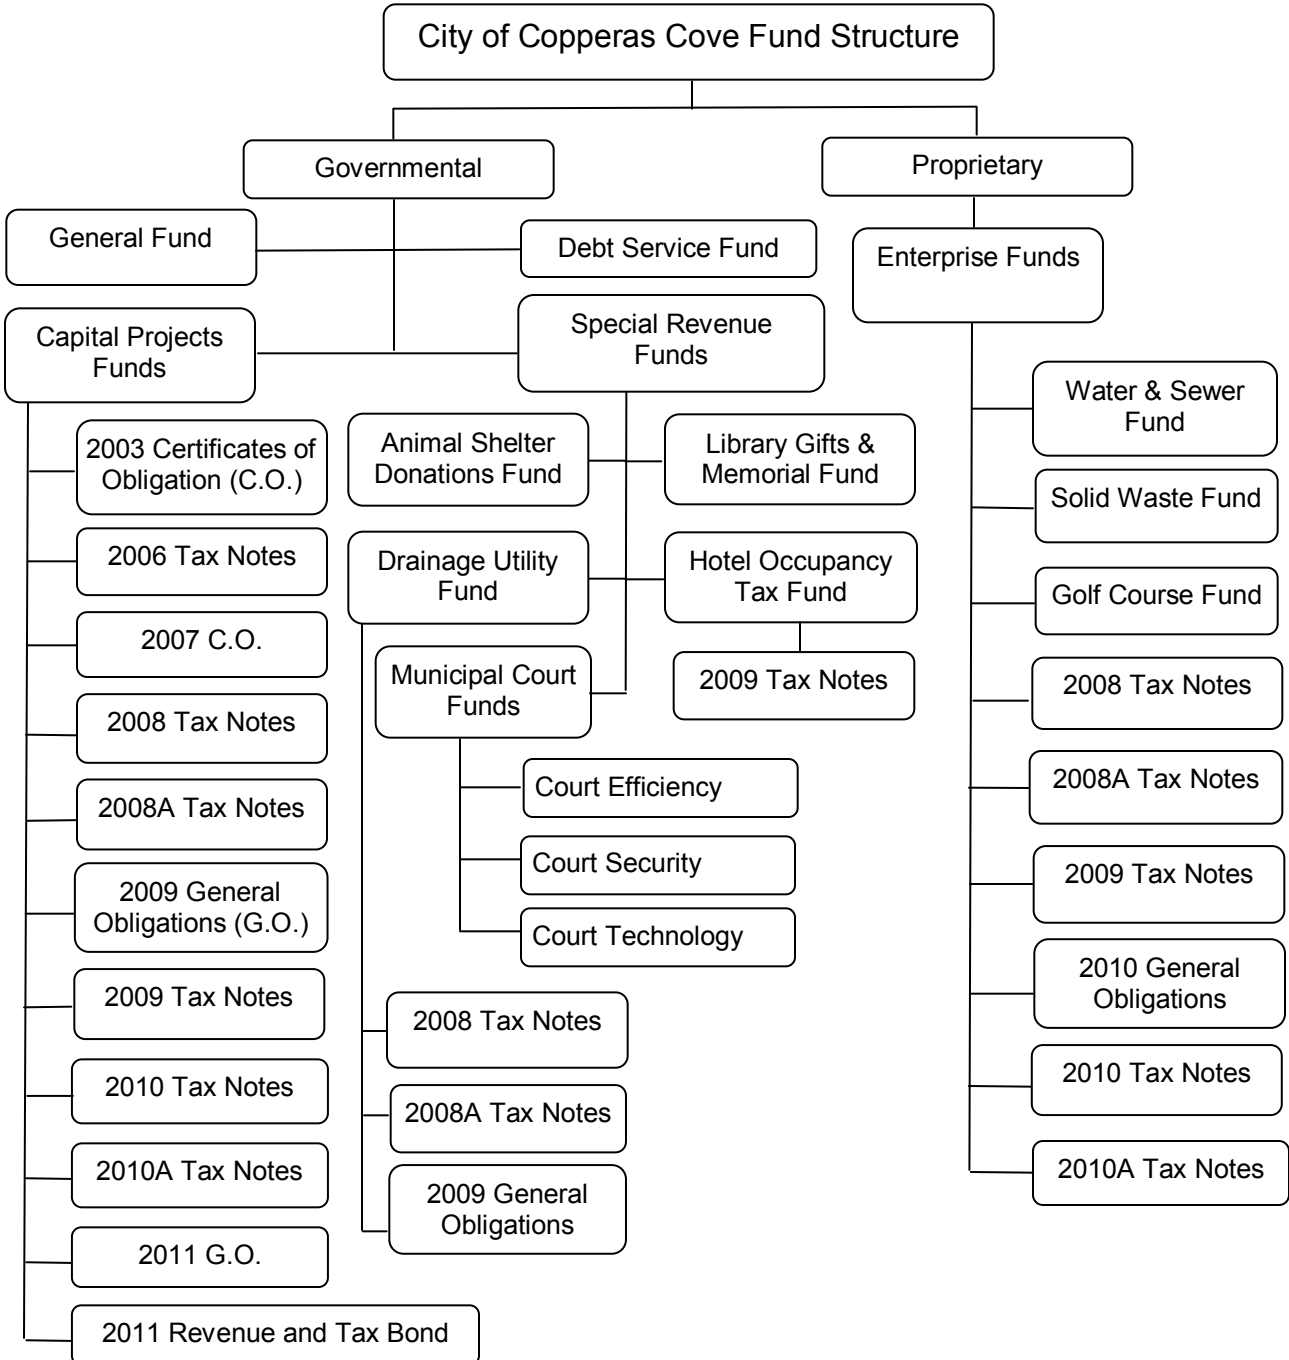 City of Copperas Cove Fund Structure
Governmental
Proprietary
General Fund
Debt Service Fund
Enterprise Funds
Capital Projects
Funds
Special Revenue
Funds
2003 Certificates of
Obligation (C.O.)
2006 Tax Notes
2007 C.O.
2008 Tax Notes
2008A Tax Notes
2009 General
Obligations (G.O.)
2009 Tax Notes
2010 Tax Notes
2010A Tax Notes
2011 G.O.
2011 Revenue and Tax Bond
Animal Shelter
Donations Fund
Library Gifts &
Memorial Fund
Drainage Utility
Fund
Hotel Occupancy
Tax Fund
2009 Tax Notes
Municipal Court
Funds
Court Efficiency
Court Security
Court Technology
2008 Tax Notes
2008A Tax Notes
2009 General
Obligations
Water & Sewer
Fund
Solid Waste Fund
Golf Course Fund
2008 Tax Notes
2008A Tax Notes
2009 Tax Notes
2010 General
Obligations
2010 Tax Notes
2010A Tax Notes